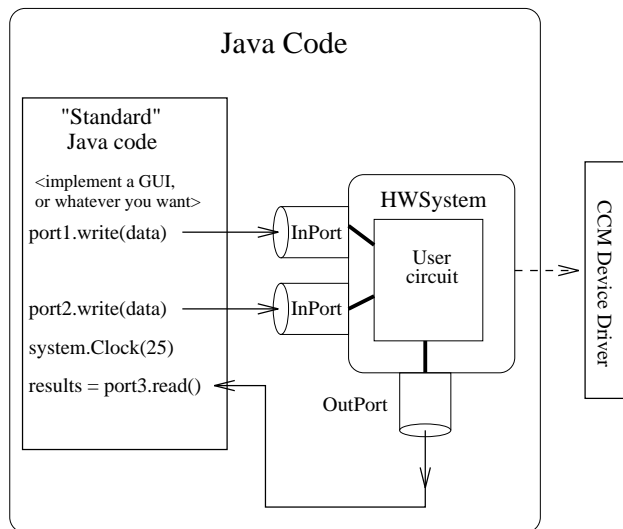 Java Code
"Standard"
Java code
<implement a GUI,
or whatever you want>
port1.write(data)
port2.write(data)
system.Clock(25)
results = port3.read()
InPort
InPort
HWSystem
User
circuit
OutPort
CCM Device Driver